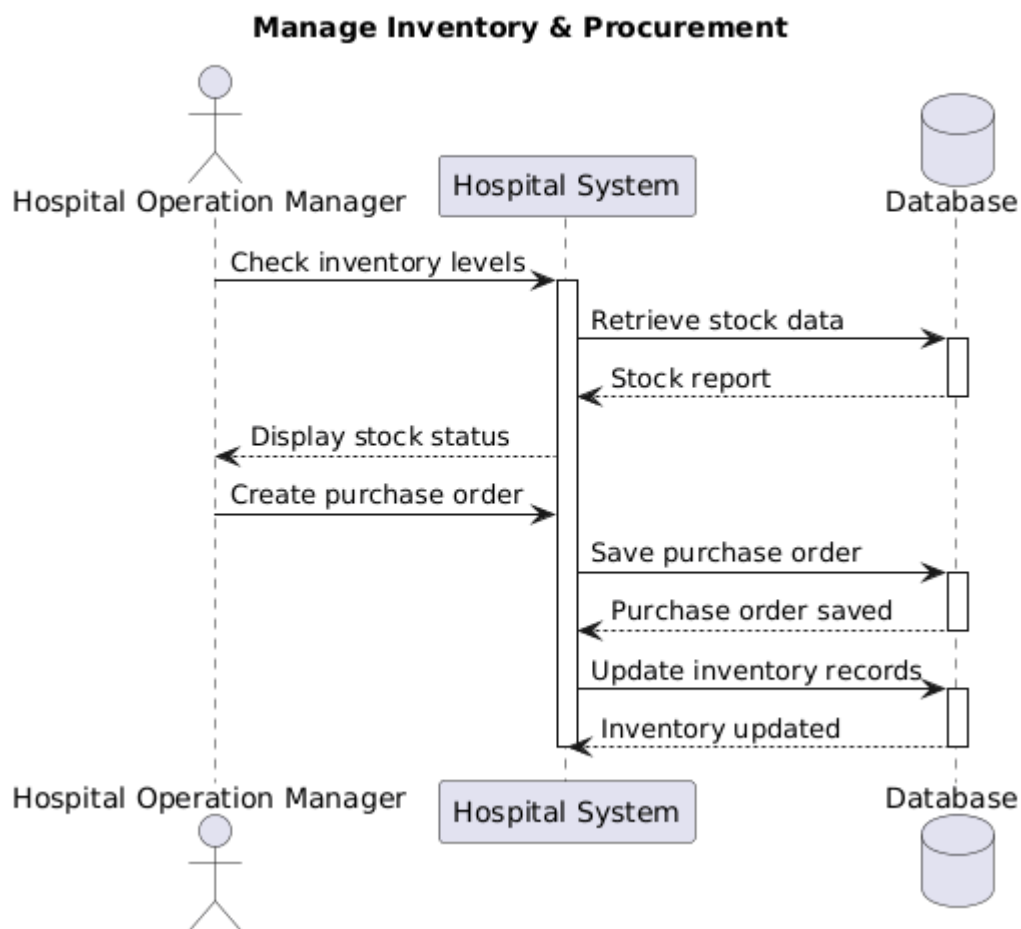 Manage Inventory & Procurement
Hospital Operation Manager
Hospital System
Database
Check inventory levels
Retrieve stock data
Stock report
Display stock status
Create purchase order
Save purchase order
Purchase order saved
Update inventory records
Inventory updated
Hospital Operation Manager
Hospital System
Database